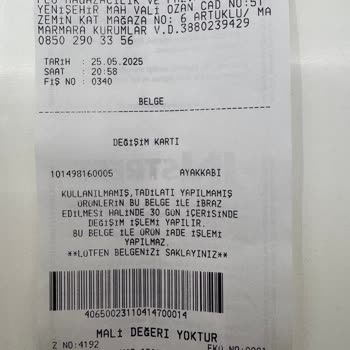 YENİŞEHİR MAH VALİ OZAN CAD NO:51
ZEMİN KAT MAĞAZA NO: 6 ARTUKLU/ MA
MARMARA KURUMLAR V.D.3880239429
0850 290 33 56
TARİH : 25.05.2025
SAAT : 20:58
FİŞ NO : 0340
BELGE
DEĞİŞİM KARTI
101498160005 AYAKKABI
KULLANILMAMIŞ,TADİLATI YAPILMAMIŞ
ÜRÜNLERİN BU BELGE İLE İBRAZ
EDİLMESİ HALİNDE 30 GÜN İÇERİSİNDE
DEĞİŞİM İŞLEMİ YAPILIR.
BU BELGE İLE ÜRÜN İADE İŞLEMİ
YAPILMAZ.
**LÜTFEN BELGENİZİ SAKLAYINIZ**
40650023110414700014
MALİ DEĞERİ YOKTUR
Z NO:4192